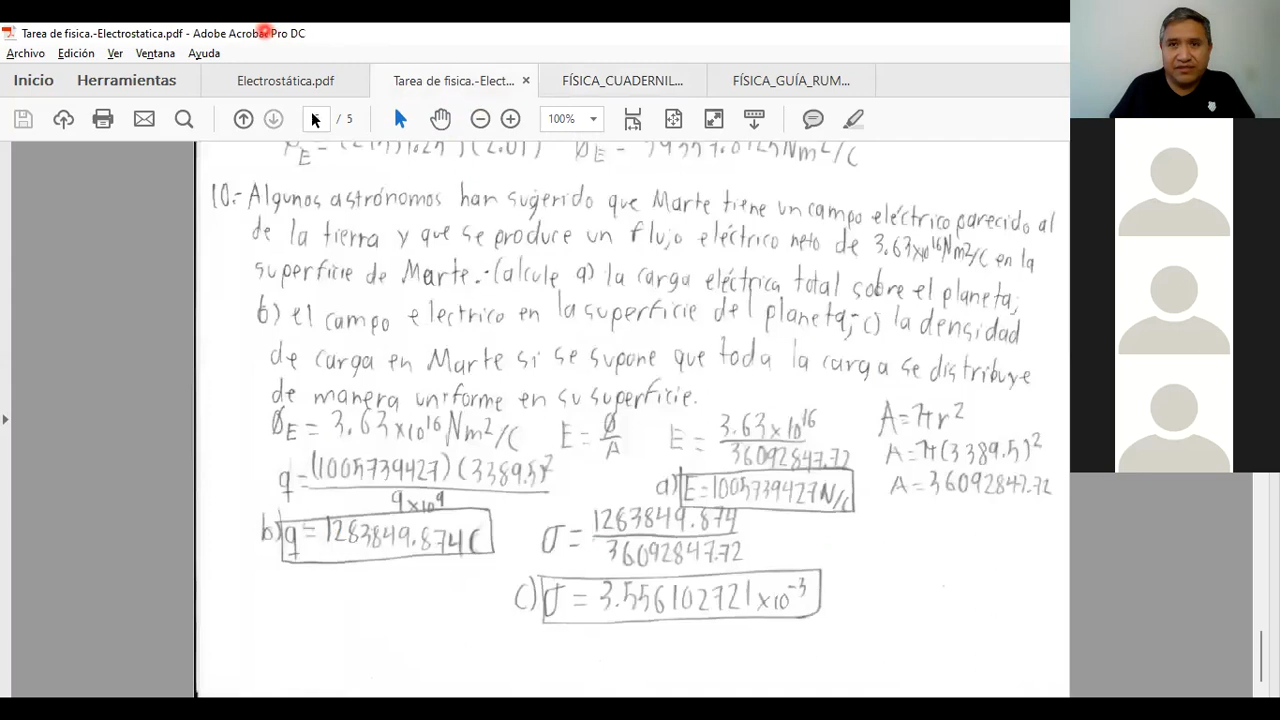 Tarea de fisica.-Electrostatica.pdf - Adobe Acrobat Pro DC
Archivo Edición Ver Ventana Ayuda
Inicio Herramientas Electrostática.pdf Tarea de fisica.-Elect... × FÍSICA_CUADERNIL... FÍSICA_GUÍA_RUM...
/ 5 100%
10.- Algunos astrónomos han sugerido que Marte tiene un campo eléctrico parecido al
de la tierra y que se produce un flujo eléctrico neto de 3.63x10^16 Nm2/C en la
superficie de Marte.-Calcule a) la carga eléctrica total sobre el planeta;
b) el campo electrico en la superficie del planeta;- c) la densidad
de carga en Marte si se supone que toda la carga se distribuye
de manera uniforme en su superficie.
Ø_E = 3.63x10^16 Nm2/C E = Ø/A E = 3.63x10^16/36092847.72 A = πr^2
A = π(3389.5)^2
q = (1005739427)(3389.5)^2/9x10^9 a) E=1005739427 N/C A = 36092847.72
b) q = 1283849.874C σ = 1283849.874/36092847.72
c) σ = 3.556102721x10^-3